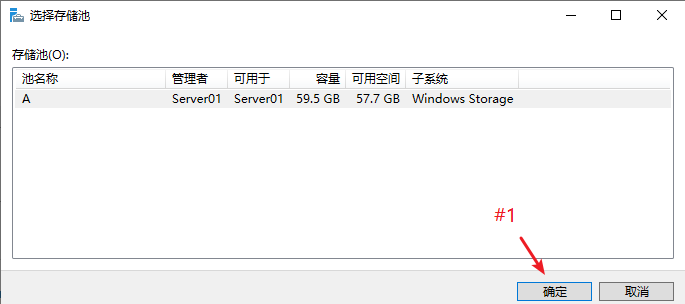 选择存储池
存储池(O):
池名称 管理者 可用于 容量 可用空间 子系统
A Server01 Server01 59.5 GB 57.7 GB Windows Storage
#1
确定 取消